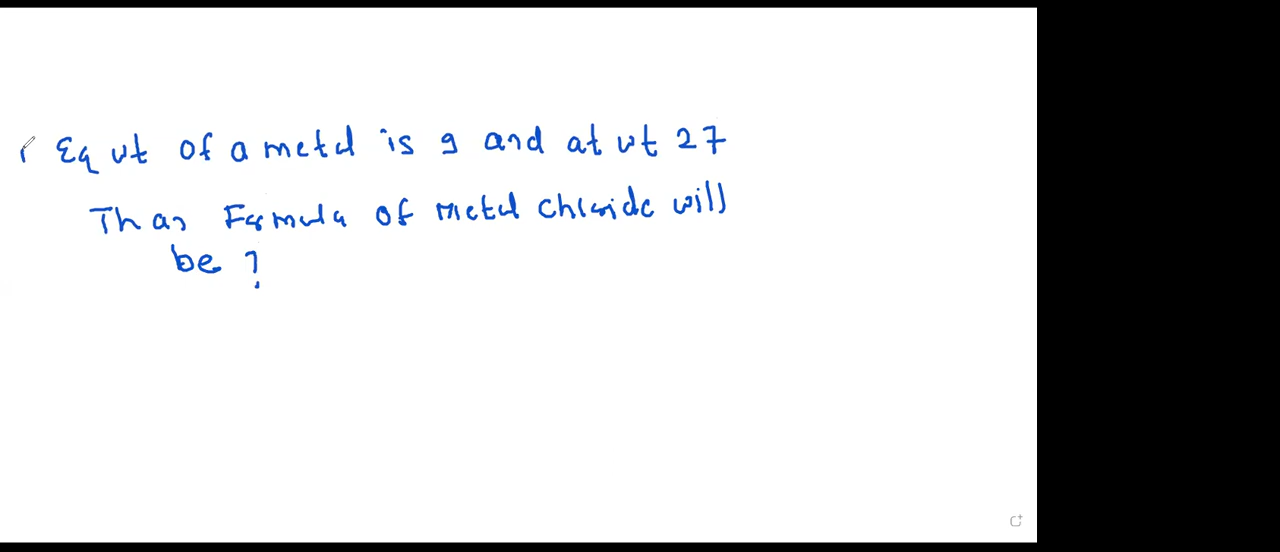 Eq wt of a metal is 9 and at wt 27
Than Formula of Metal chloride will
be ?